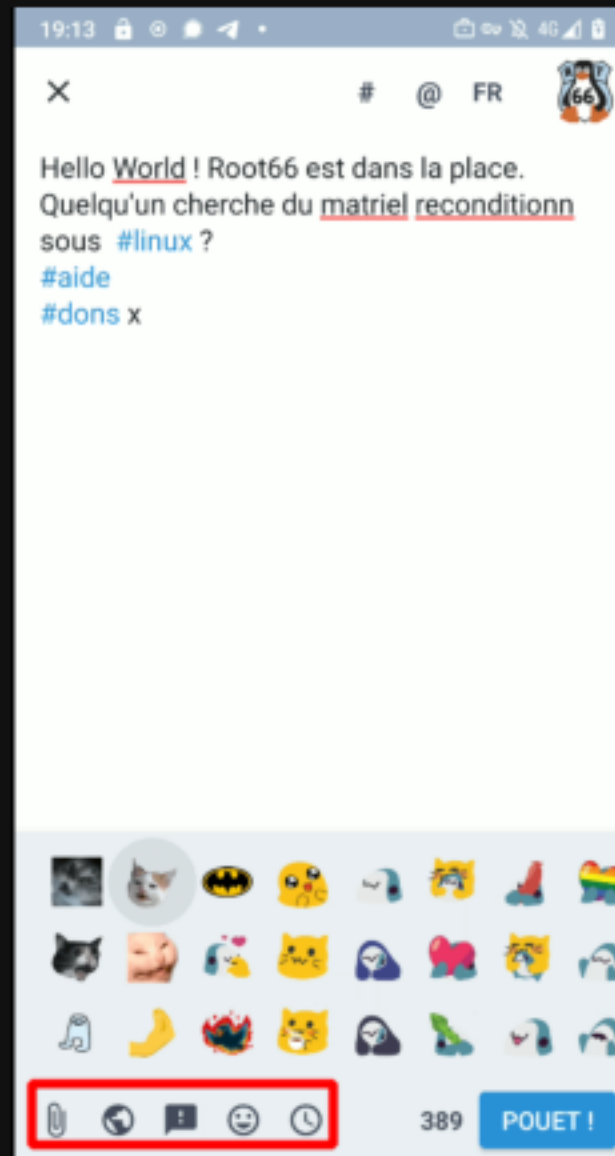 19:13
4G
# @ FR
66
Hello World ! Root66 est dans la place.
Quelqu'un cherche du matriel reconditionn
sous #linux ?
#aide
#dons x
389 POUET !